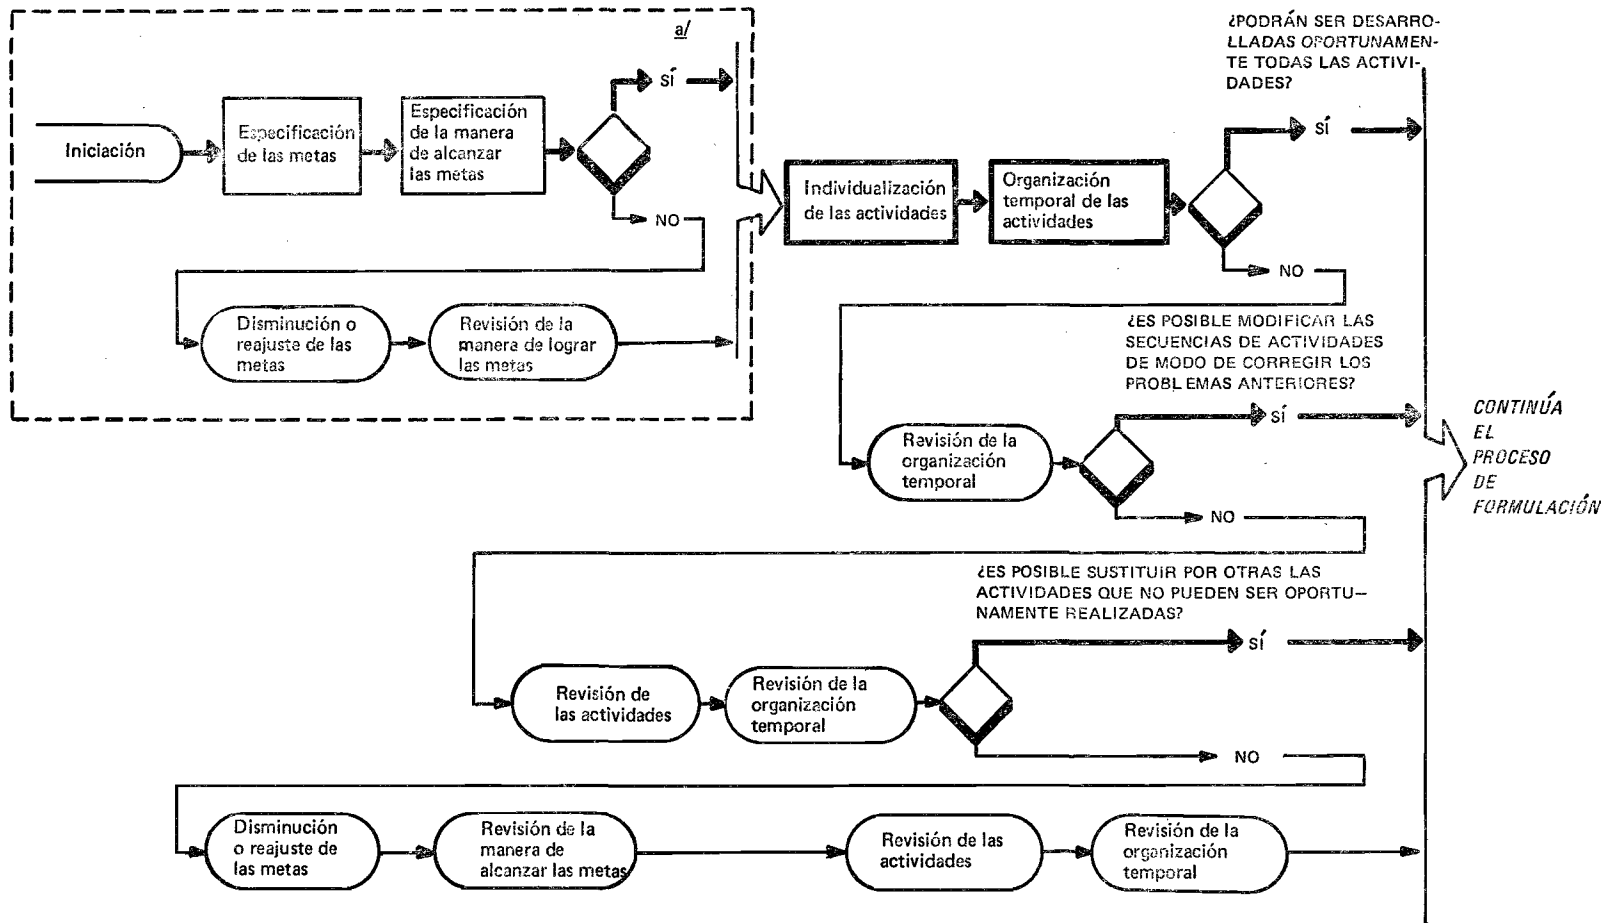 a/
SÍ
Iniciación
Especificación
de las metas
Especificación
de la manera
de alcanzar
las metas
NO
Disminución o
reajuste de las
metas
Revisión de la
manera de lograr
las metas
¿PODRÁN SER DESARRO-
LLADAS OPORTUNAMEN-
TE TODAS LAS ACTIVI-
DADES?
SÍ
Individualización
de las actividades
Organización
temporal de las
actividades
NO
¿ES POSIBLE MODIFICAR LAS
SECUENCIAS DE ACTIVIDADES
DE MODO DE CORREGIR LOS
PROBLEMAS ANTERIORES?
SÍ
Revisión de la
organización
temporal
NO
CONTINÚA
EL
PROCESO
DE
FORMULACIÓN
¿ES POSIBLE SUSTITUIR POR OTRAS LAS
ACTIVIDADES QUE NO PUEDEN SER OPORTU-
NAMENTE REALIZADAS?
SÍ
Revisión de
las actividades
Revisión de la
organización
temporal
NO
Disminución
o reajuste de
las metas
Revisión de la
manera de
alcanzar las metas
Revisión de las
actividades
Revisión de la
organización
temporal